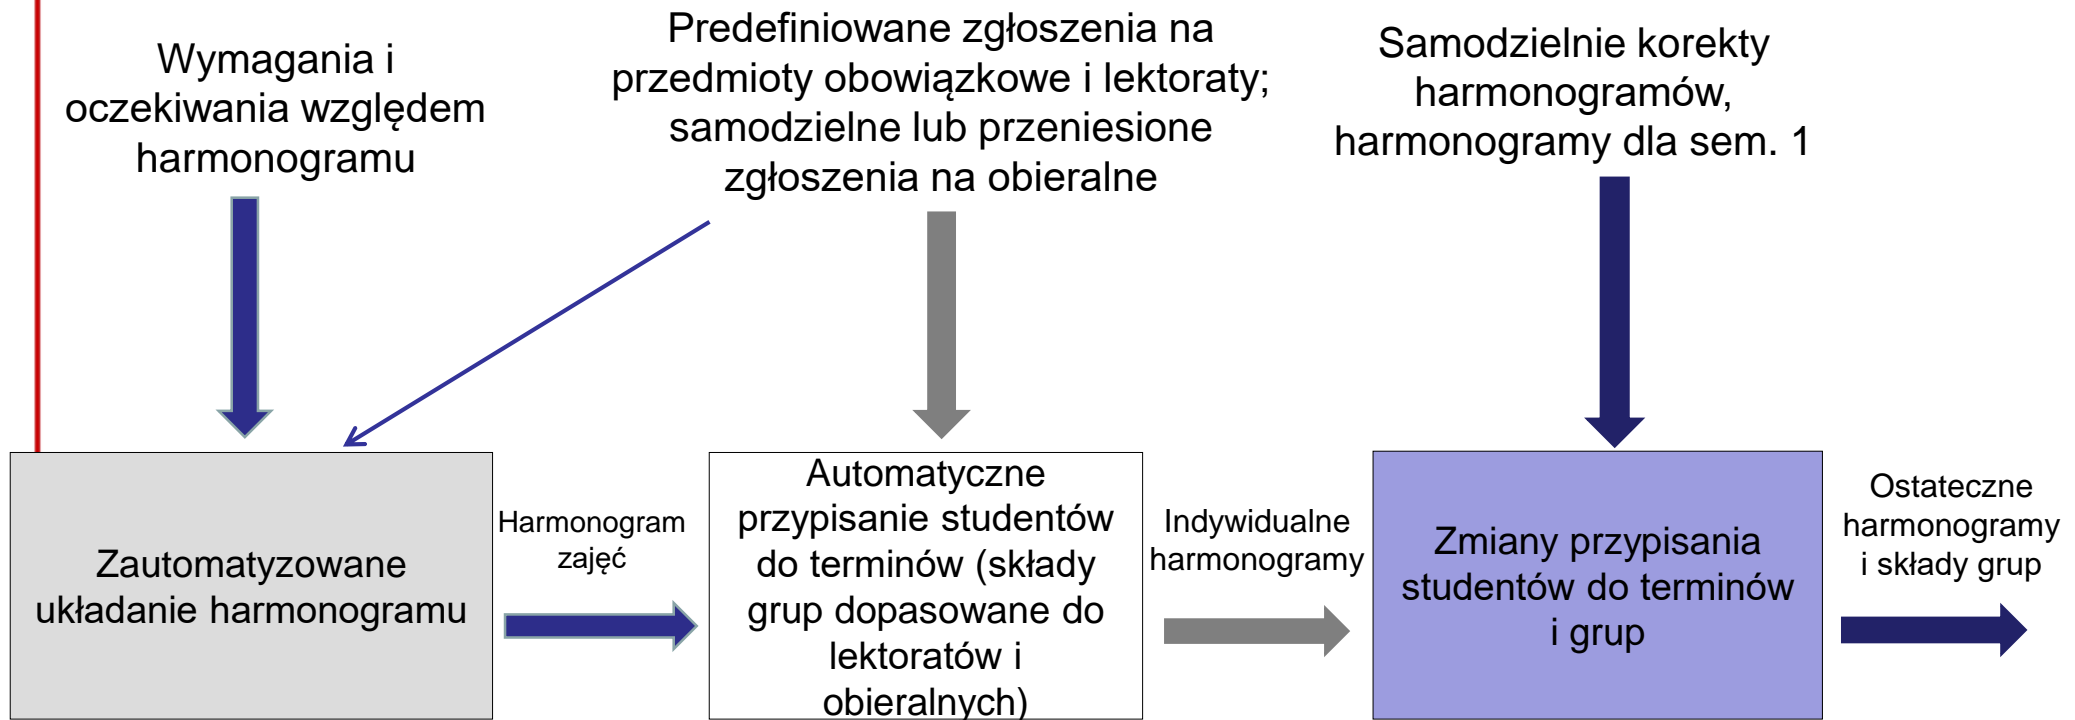 Wymagania i
oczekiwania względem
harmonogramu
Predefiniowane zgłoszenia na
przedmioty obowiązkowe i lektoraty;
samodzielne lub przeniesione
zgłoszenia na obieralne
Samodzielnie korekty
harmonogramów,
harmonogramy dla sem. 1
Zautomatyzowane
układanie harmonogramu
Harmonogram
zajęć
Automatyczne
przypisanie studentów
do terminów (składy
grup dopasowane do
lektoratów i
obieralnych)
Indywidualne
harmonogramy
Zmiany przypisania
studentów do terminów
i grup
Ostateczne
harmonogramy
i składy grup